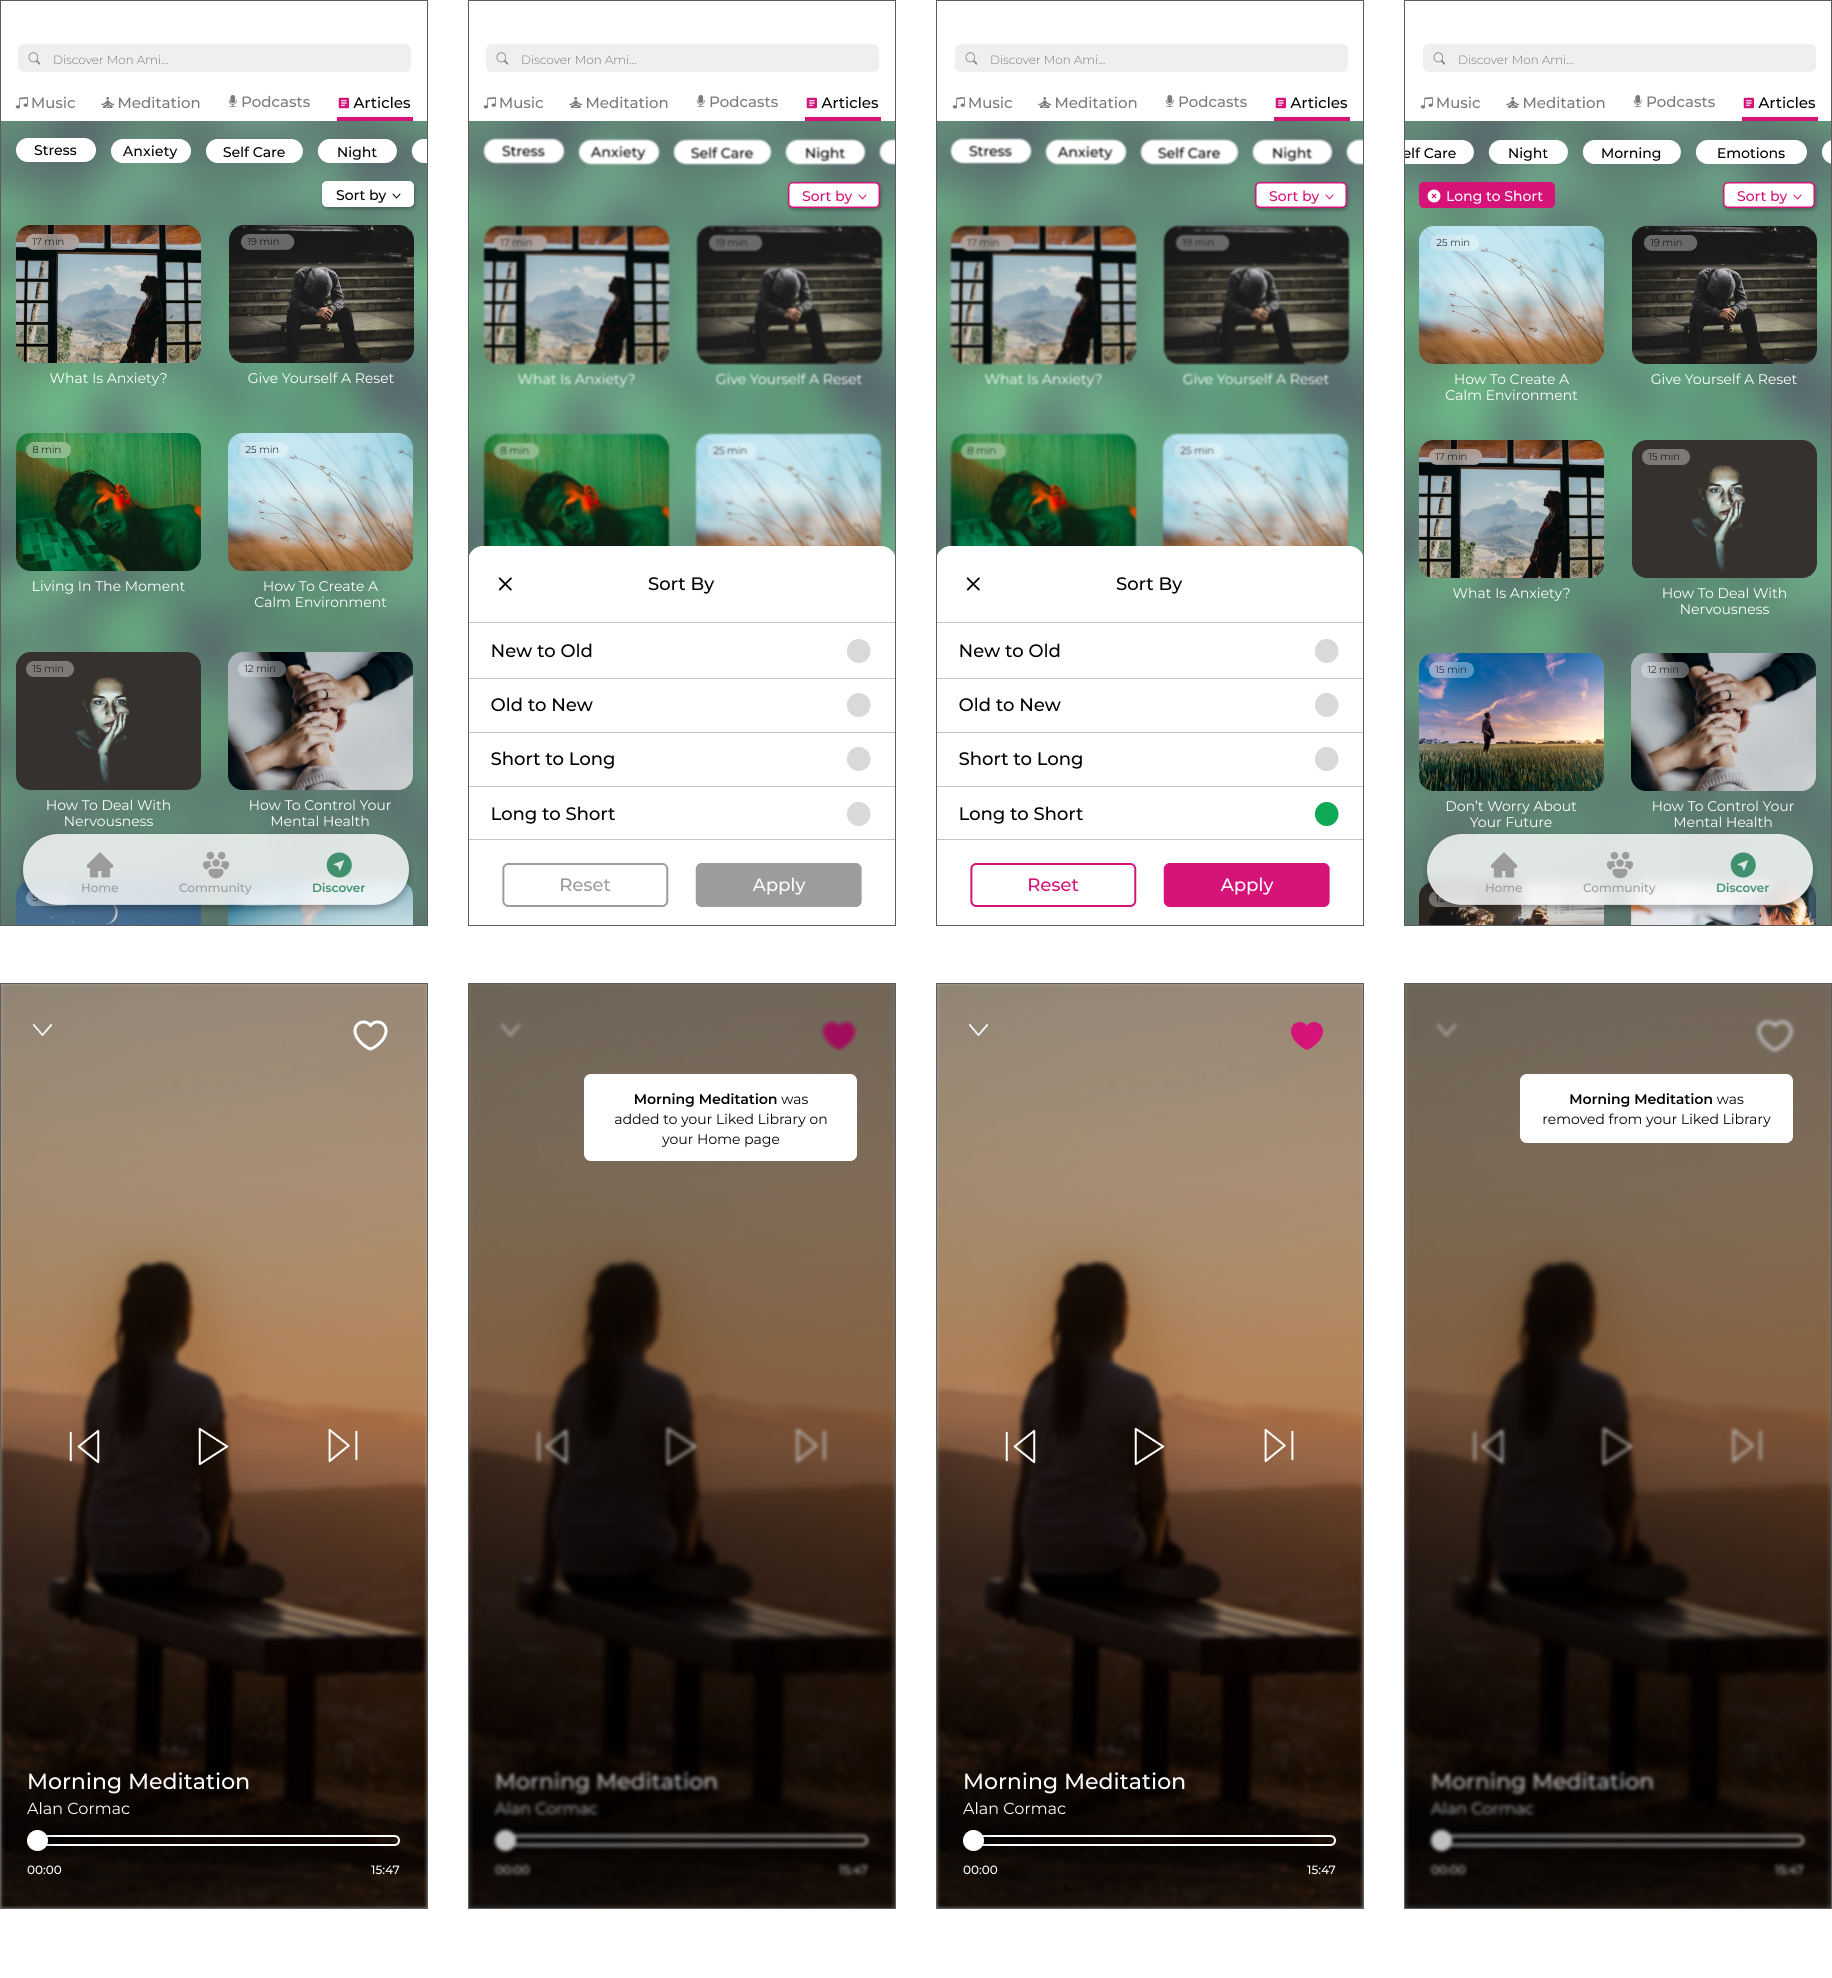 Discover Mon Ami...
Music
Meditation
Podcasts
Articles
Stress
Anxiety
Self Care
Night
Sort by
17 min
19 min
What Is Anxiety?
Give Yourself A Reset
8 min
25 min
Living In The Moment
How To Create A
Calm Environment
15 min
12 min
How To Deal With
Nervousness
How To Control Your
Mental Health
Home
Community
Discover
Discover Mon Ami...
Music
Meditation
Podcasts
Articles
Stress
Anxiety
Self Care
Night
Sort by
17 min
19 min
What Is Anxiety?
Give Yourself A Reset
8 min
25 min
Sort By
New to Old
Old to New
Short to Long
Long to Short
Reset
Apply
Discover Mon Ami...
Music
Meditation
Podcasts
Articles
Stress
Anxiety
Self Care
Night
Sort by
17 min
19 min
What Is Anxiety?
Give Yourself A Reset
8 min
25 min
Sort By
New to Old
Old to New
Short to Long
Long to Short
Reset
Apply
Discover Mon Ami...
Music
Meditation
Podcasts
Articles
elf Care
Night
Morning
Emotions
Long to Short
Sort by
25 min
19 min
How To Create A
Calm Environment
Give Yourself A Reset
17 min
15 min
What Is Anxiety?
How To Deal With
Nervousness
15 min
12 min
Don't Worry About
Your Future
How To Control Your
Mental Health
Home
Community
Discover
Morning Meditation
Alan Cormac
00:00
15:47
Morning Meditation was
added to your Liked Library on
your Home page
Morning Meditation
Alan Cormac
00:00
15:47
Morning Meditation
Alan Cormac
00:00
15:47
Morning Meditation was
removed from your Liked Library
Morning Meditation
Alan Cormac
00:00
15:47